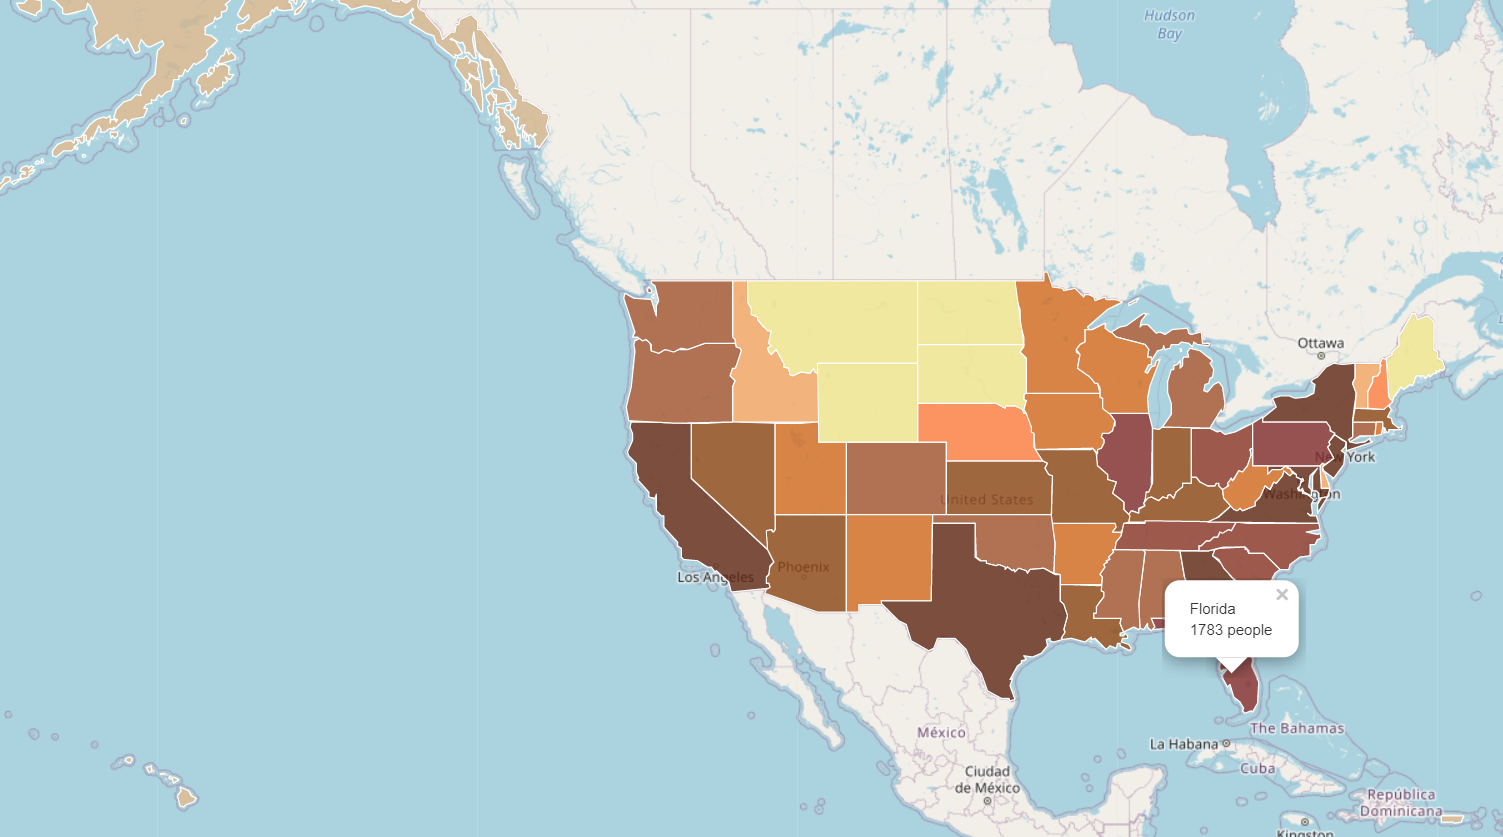 Hudson
Bay
Ottawa
New York
United States
Washington
Phoenix
Los Angeles
×
Florida
1783 people
México
The Bahamas
La Habana
Cuba
Ciudad
de México
República
Dominicana
Kingston